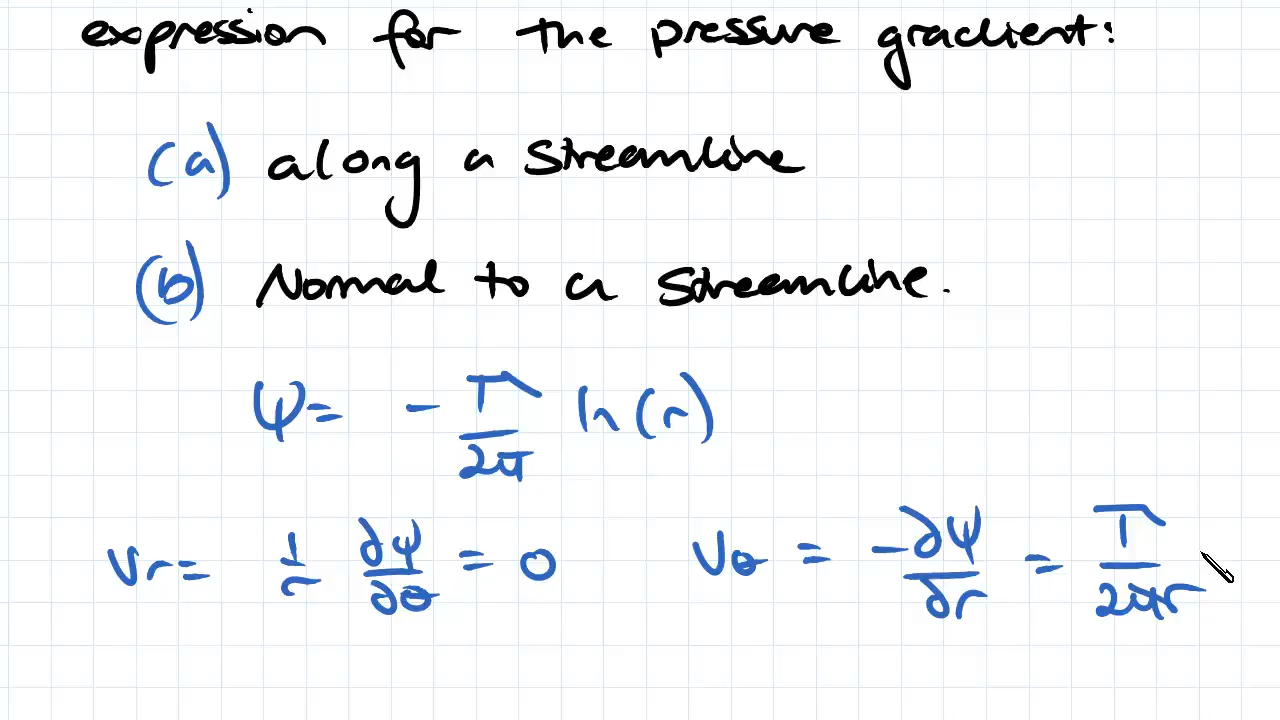 expression for the pressure gradient:
(a) along a streamline
(b) Normal to a streamline.
ψ = - Γ/2π ln(r)
Vr = 1/r ∂ψ/∂θ = 0 Vθ = -∂ψ/∂r = Γ/2πr